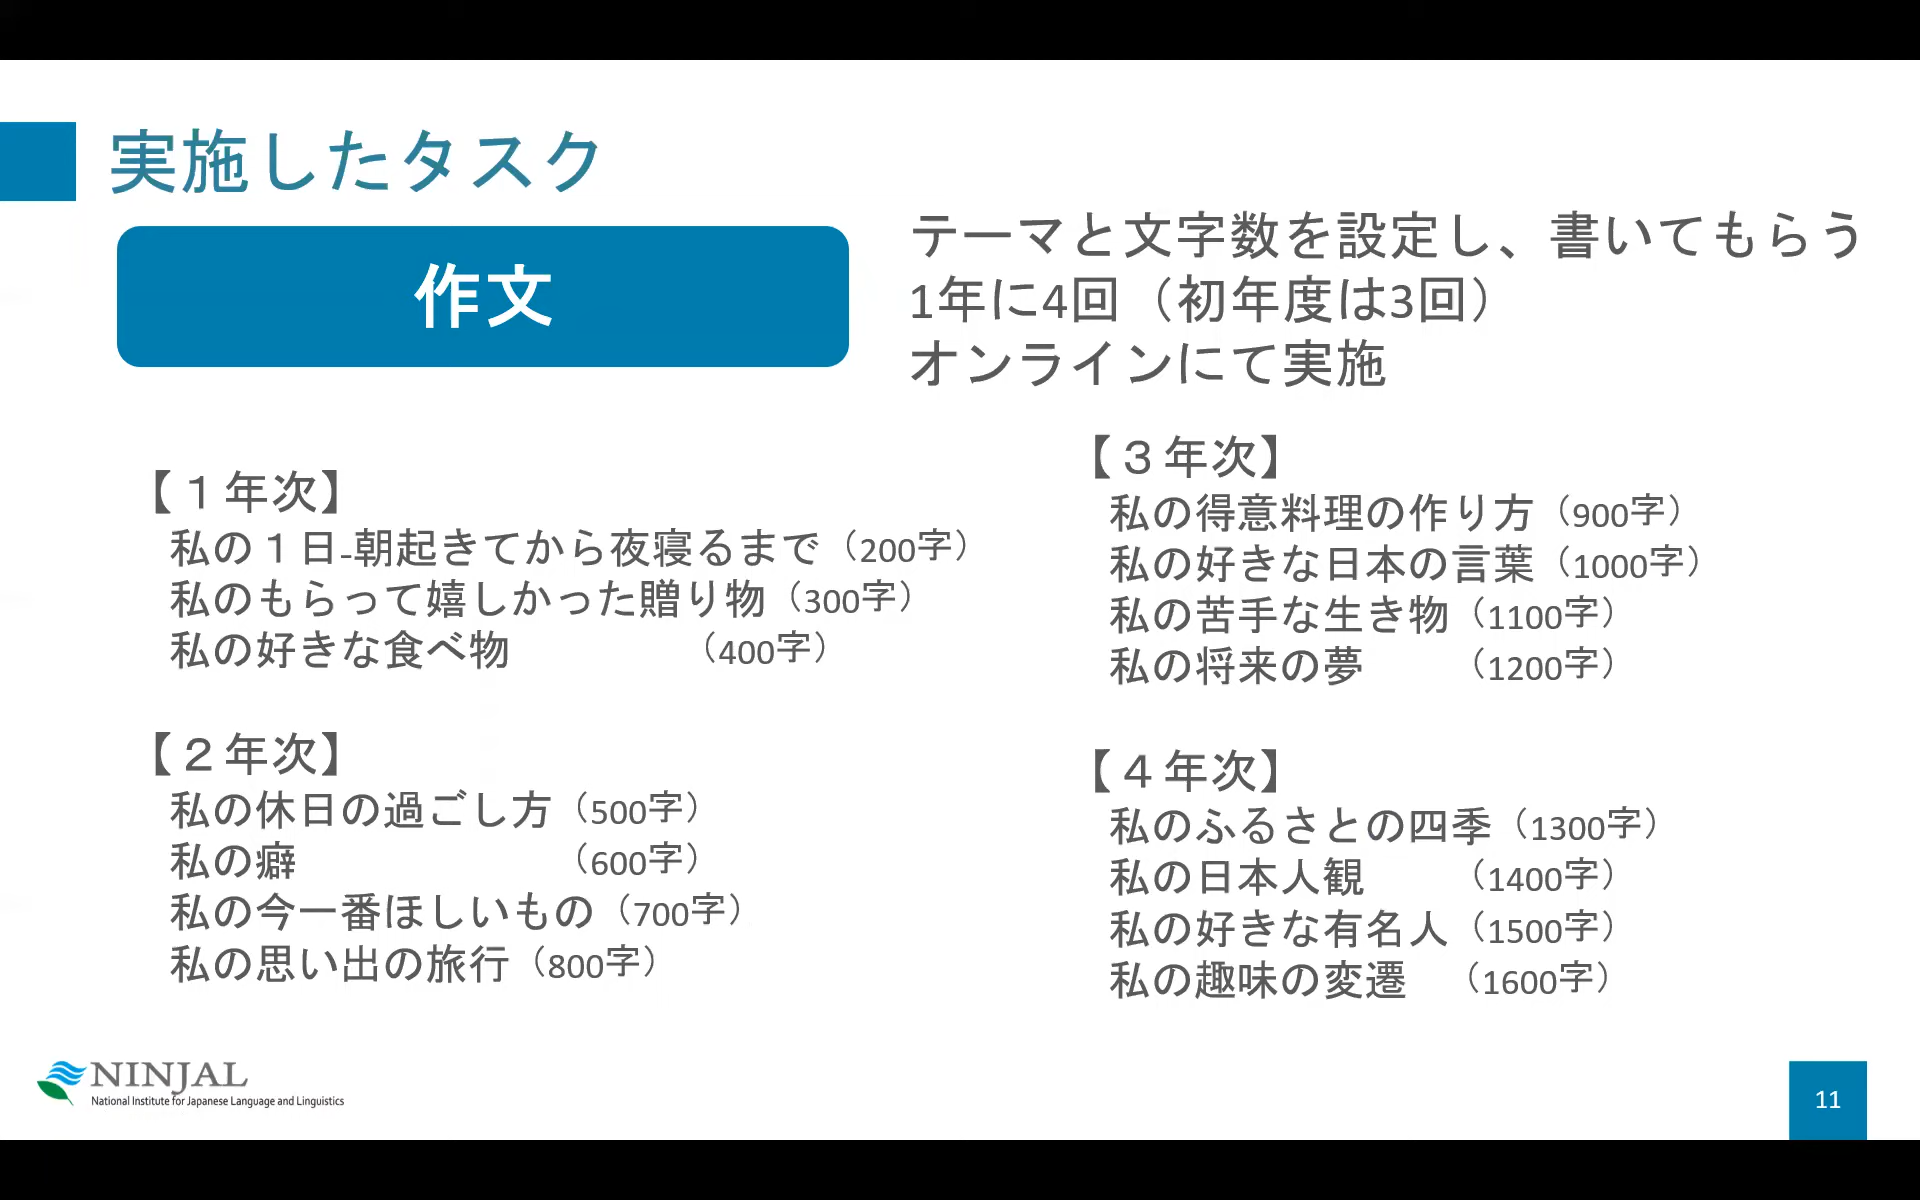 実施したタスク
作文
テーマと文字数を設定し、書いてもらう
1年に4回（初年度は3回）
オンラインにて実施
【１年次】
私の１日-朝起きてから夜寝るまで（200字）
私のもらって嬉しかった贈り物（300字）
私の好きな食べ物（400字）
【２年次】
私の休日の過ごし方（500字）
私の癖（600字）
私の今一番ほしいもの（700字）
私の思い出の旅行（800字）
【３年次】
私の得意料理の作り方（900字）
私の好きな日本の言葉（1000字）
私の苦手な生き物（1100字）
私の将来の夢（1200字）
【４年次】
私のふるさとの四季（1300字）
私の日本人観（1400字）
私の好きな有名人（1500字）
私の趣味の変遷（1600字）
NINJAL
National Institute for Japanese Language and Linguistics
11